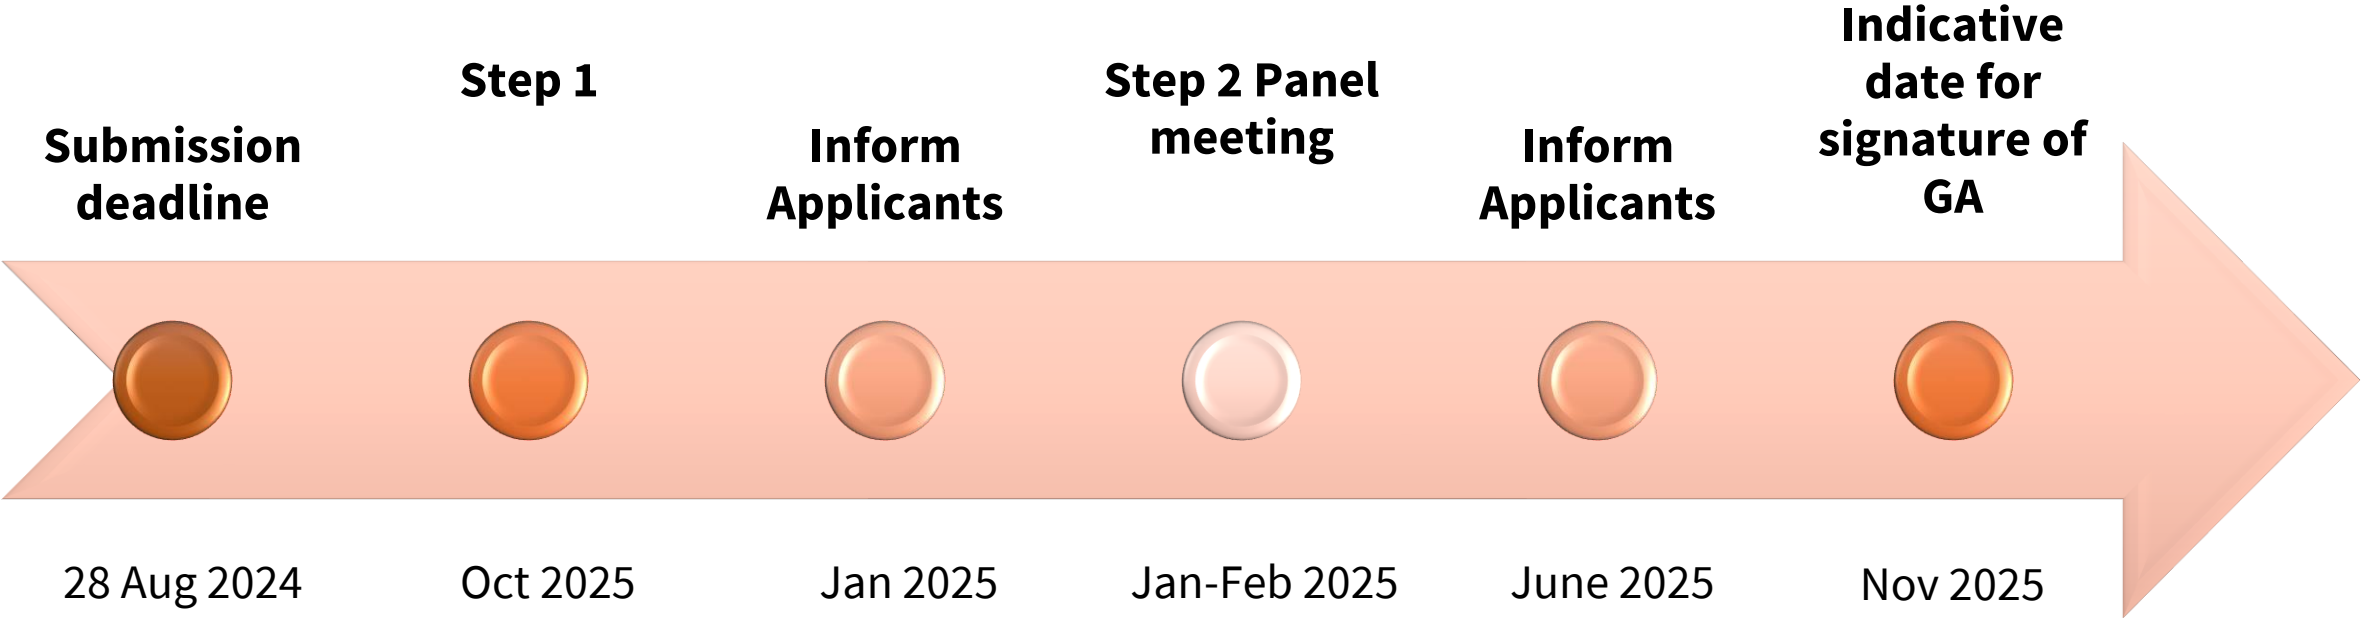 Submission
deadline
Step 1
Inform
Applicants
Step 2 Panel
meeting
Inform
Applicants
Indicative
date for
signature of
GA
28 Aug 2024
Oct 2025
Jan 2025
Jan-Feb 2025
June 2025
Nov 2025